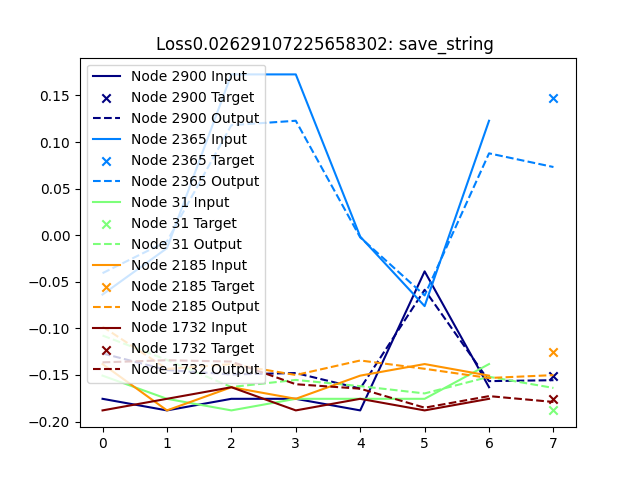 Loss0.02629107225658302: save_string
Node 2900 Input
Node 2900 Target
Node 2900 Output
Node 2365 Input
Node 2365 Target
Node 2365 Output
Node 31 Input
Node 31 Target
Node 31 Output
Node 2185 Input
Node 2185 Target
Node 2185 Output
Node 1732 Input
Node 1732 Target
Node 1732 Output
0.15
0.10
0.05
0.00
−0.05
−0.10
−0.15
−0.20
0 1 2 3 4 5 6 7